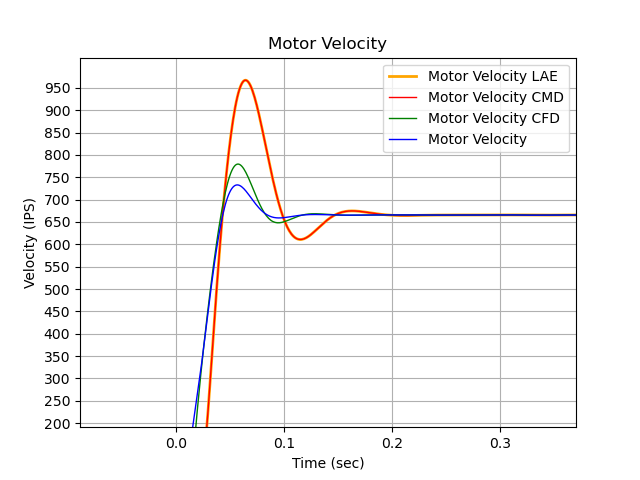 Motor Velocity
Motor Velocity LAE
Motor Velocity CMD
Motor Velocity CFD
Motor Velocity
950
900
850
800
750
700
650
600
550
500
450
400
350
300
250
200
Velocity (IPS)
0.0 0.1 0.2 0.3
Time (sec)